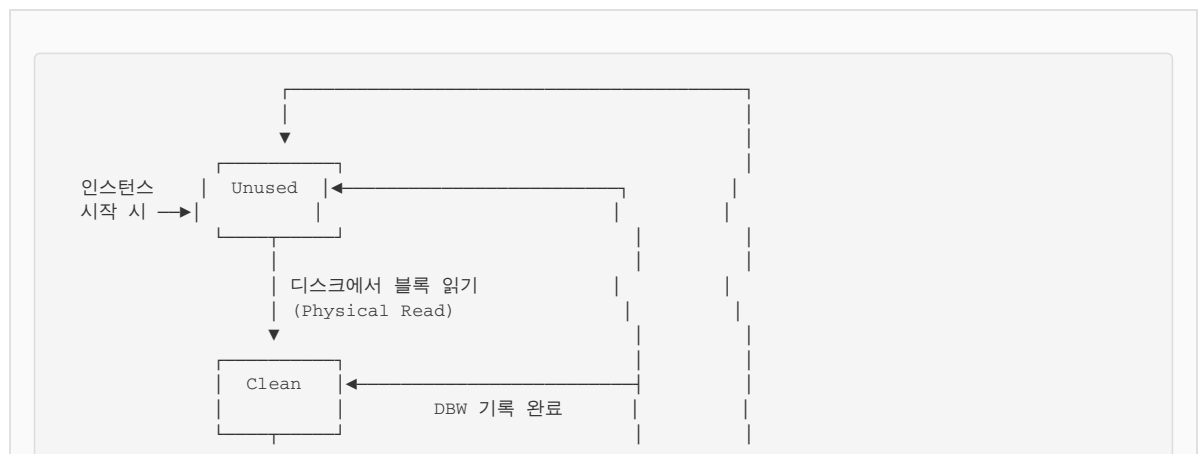 인스턴스 Unused
시작 시
디스크에서 블록 읽기
(Physical Read)
Clean
DBW 기록 완료